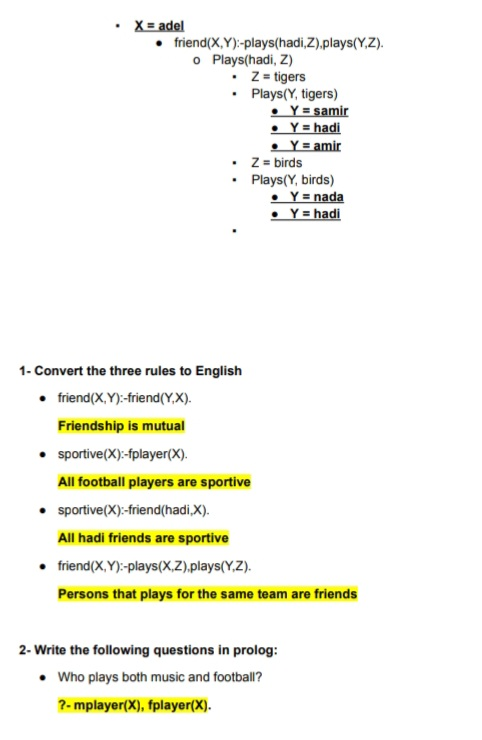 ▪ X = adel
● friend(X,Y):-plays(hadi,Z),plays(Y,Z).
o Plays(hadi, Z)
▪ Z = tigers
▪ Plays(Y, tigers)
● Y = samir
● Y = hadi
● Y = amir
▪ Z = birds
▪ Plays(Y, birds)
● Y = nada
● Y = hadi
▪
1- Convert the three rules to English
● friend(X,Y):-friend(Y,X).
Friendship is mutual
● sportive(X):-fplayer(X).
All football players are sportive
● sportive(X):-friend(hadi,X).
All hadi friends are sportive
● friend(X,Y):-plays(X,Z),plays(Y,Z).
Persons that plays for the same team are friends
2- Write the following questions in prolog:
● Who plays both music and football?
?- mplayer(X), fplayer(X).